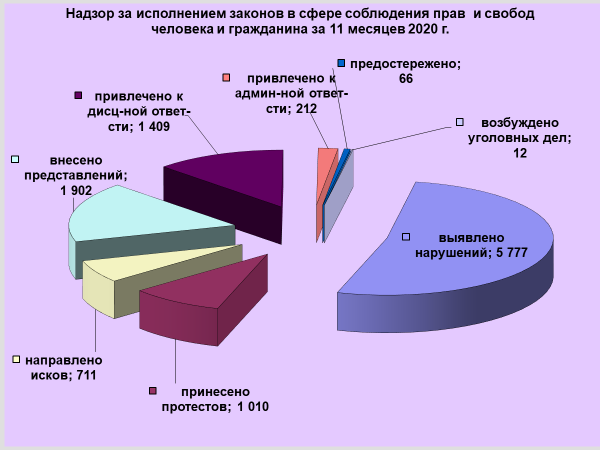 Надзор за исполнением законов в сфере соблюдения прав и свобод
человека и гражданина за 11 месяцев 2020 г.
предостережено;
66
привлечено к
админ-ной ответ-
сти; 212
привлечено к
дисц-ной ответ-
сти; 1 409
возбуждено
уголовных дел;
12
внесено
представлений;
1 902
выявлено
нарушений; 5 777
направлено
исков; 711
принесено
протестов; 1 010